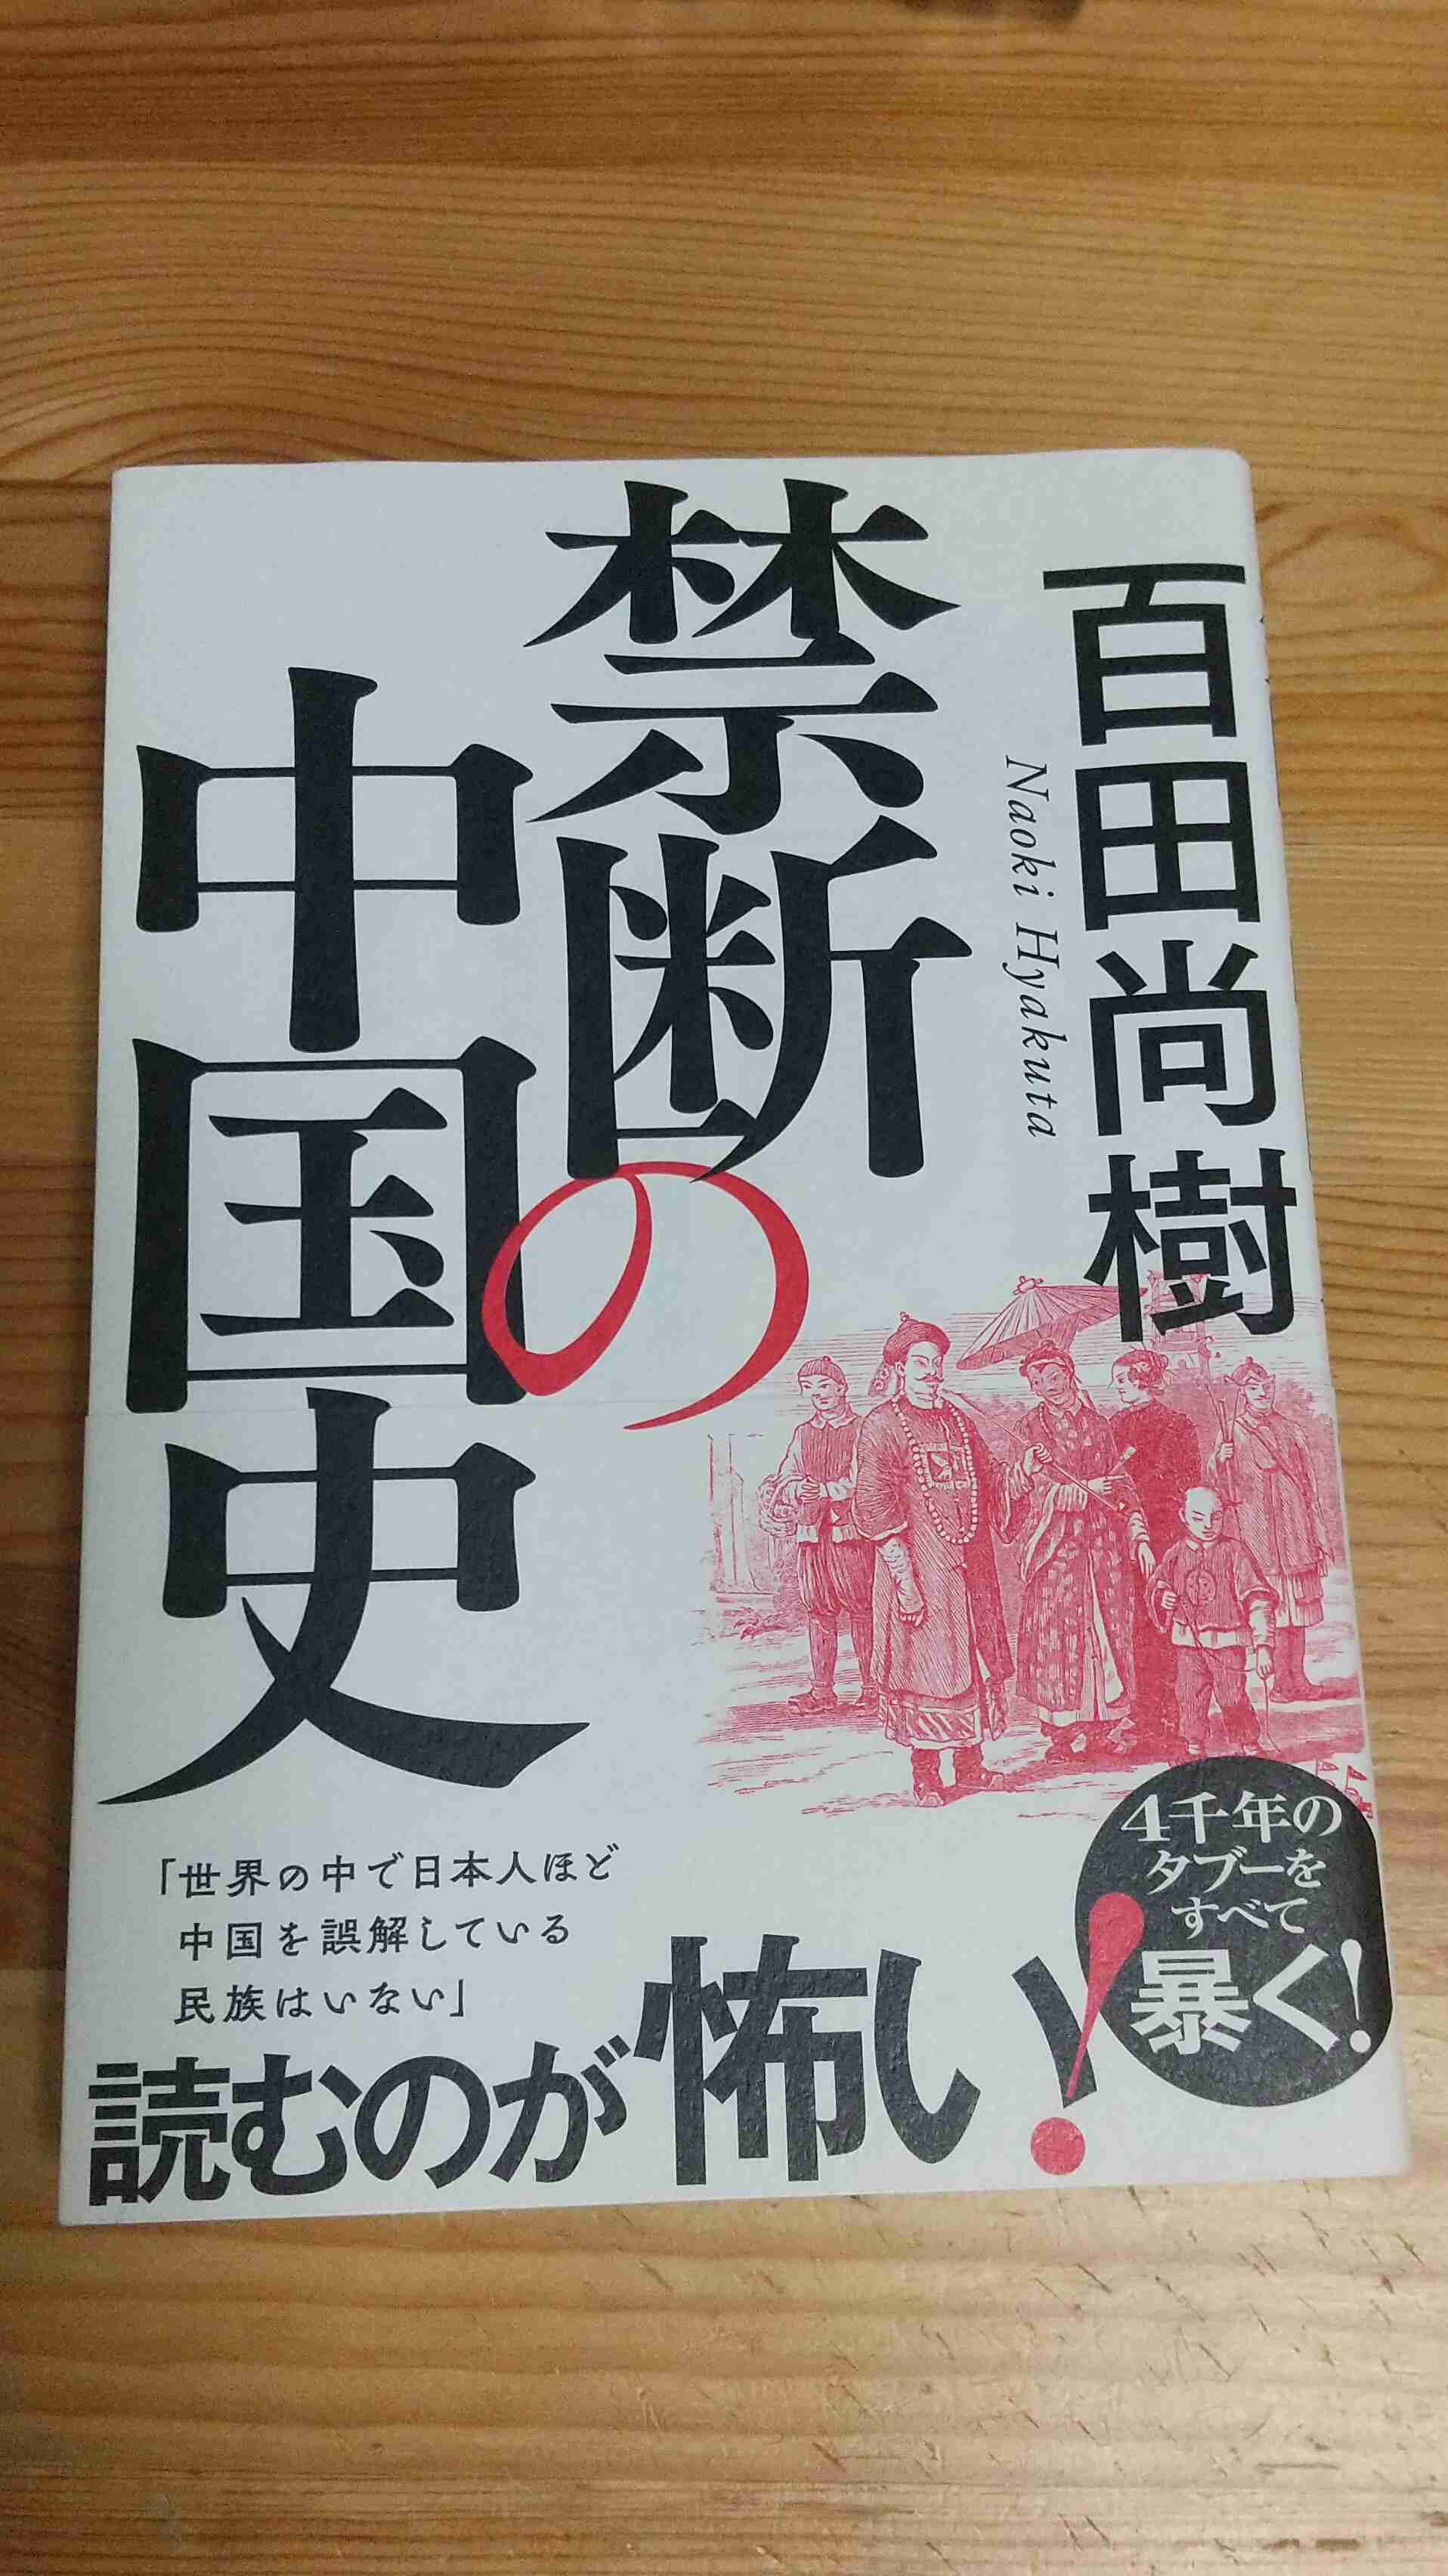 百田尚樹
Naoki Hyakuta
禁断の
中国史
4千年の
タブーを
すべて
暴く!
「世界の中で日本人ほど
中国を誤解している
民族はいない」
読むのが怖い!